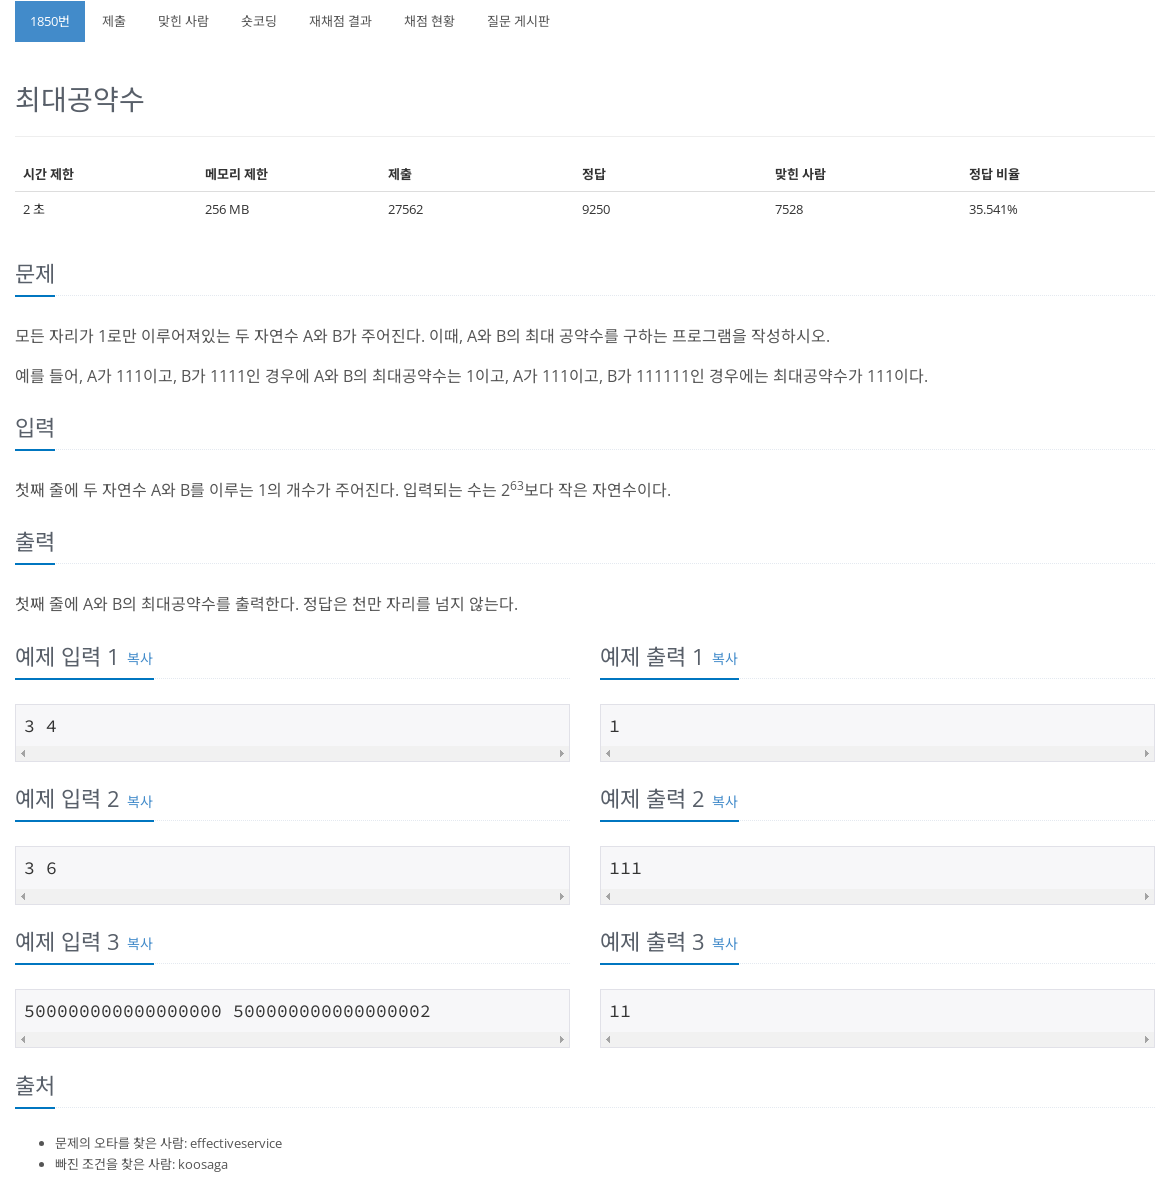 1850번 제출 맞힌 사람 숏코딩 재채점 결과 채점 현황 질문 게시판
최대공약수
시간 제한 메모리 제한 제출 정답 맞힌 사람 정답 비율
2 초 256 MB 27562 9250 7528 35.541%
문제
모든 자리가 1로만 이루어져있는 두 자연수 A와 B가 주어진다. 이때, A와 B의 최대 공약수를 구하는 프로그램을 작성하시오.
예를 들어, A가 111이고, B가 1111인 경우에 A와 B의 최대공약수는 1이고, A가 111이고, B가 111111인 경우에는 최대공약수가 111이다.
입력
첫째 줄에 두 자연수 A와 B를 이루는 1의 개수가 주어진다. 입력되는 수는 2⁶³보다 작은 자연수이다.
출력
첫째 줄에 A와 B의 최대공약수를 출력한다. 정답은 천만 자리를 넘지 않는다.
예제 입력 1 복사 예제 출력 1 복사
3 4 1
예제 입력 2 복사 예제 출력 2 복사
3 6 111
예제 입력 3 복사 예제 출력 3 복사
500000000000000000 500000000000000002 11
출처
• 문제의 오타를 찾은 사람: effectiveservice
• 빠진 조건을 찾은 사람: koosaga